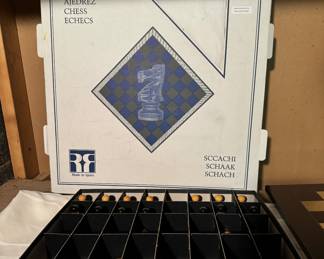 AJEDREZ
CHESS
ECHECS
Made in Spain
SCCACHI
SCHAAK
SCHACH